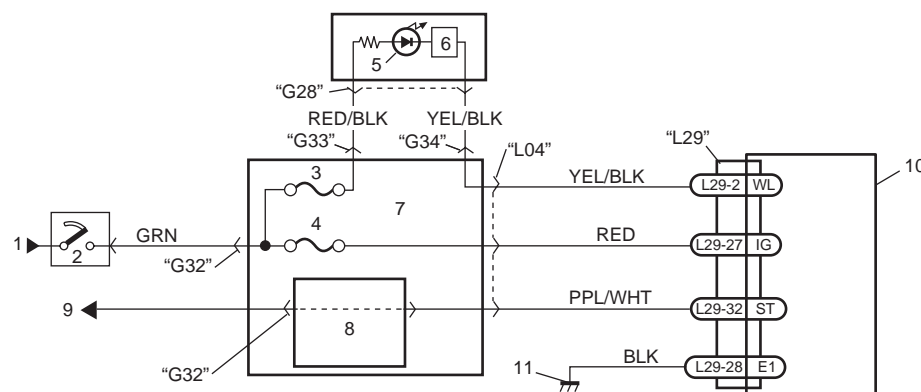 6
5
“G28”
RED/BLK
YEL/BLK
“G33”
“G34”
“L04”
“L29”
3
10
YEL/BLK
L29-2
WL
7
4
1
2
GRN
RED
L29-27
IG
“G32”
PPL/WHT
9
8
L29-32
ST
“G32”
11
BLK
L29-28
E1